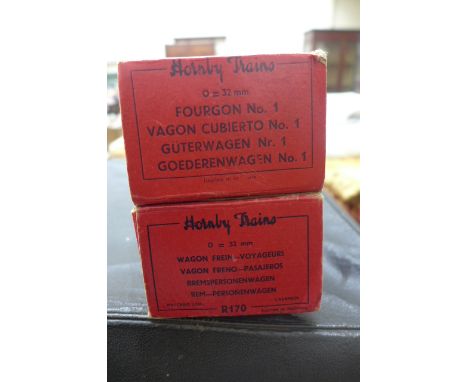 Hornby Trains
O = 32 mm
FOURGON No. 1
VAGON CUBIERTO No. 1
GÜTERWAGEN Nr. 1
GOEDERENWAGEN No. 1
Hornby Trains
O = 32 mm
WAGON FREIN—VOYAGEURS
VAGON FRENO—PASAJEROS
BREMSPERSONENWAGEN
REM—PERSONENWAGEN
R170